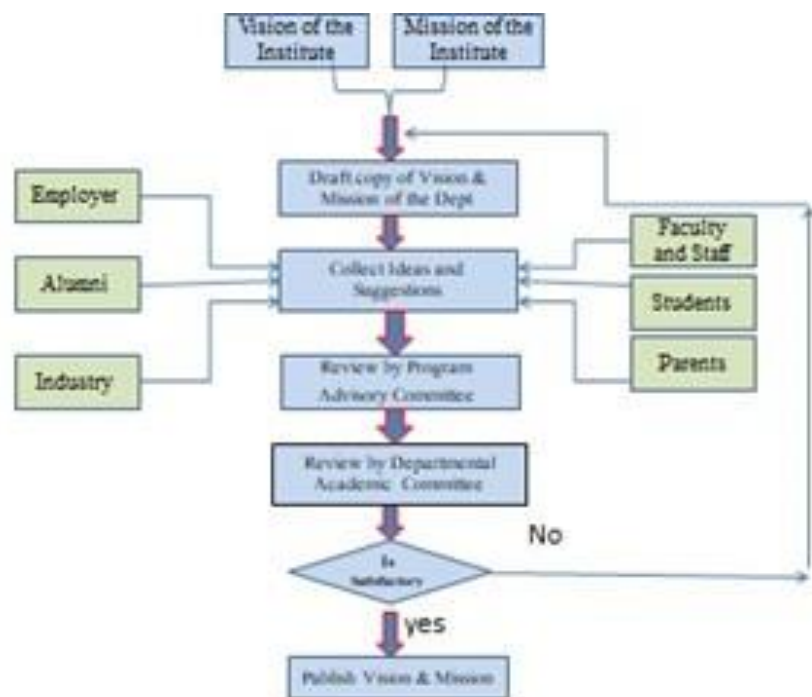 Vision of the
Institute
Mission of the
Institute
Draft copy of Vision &
Mission of the Dept
Employer
Alumni
Industry
Collect Ideas and
Suggestions
Faculty
and Staff
Students
Parents
Review by Program
Advisory Committee
Review by Departmental
Academic Committee
Is
Satisfactory
No
yes
Publish Vision & Mission